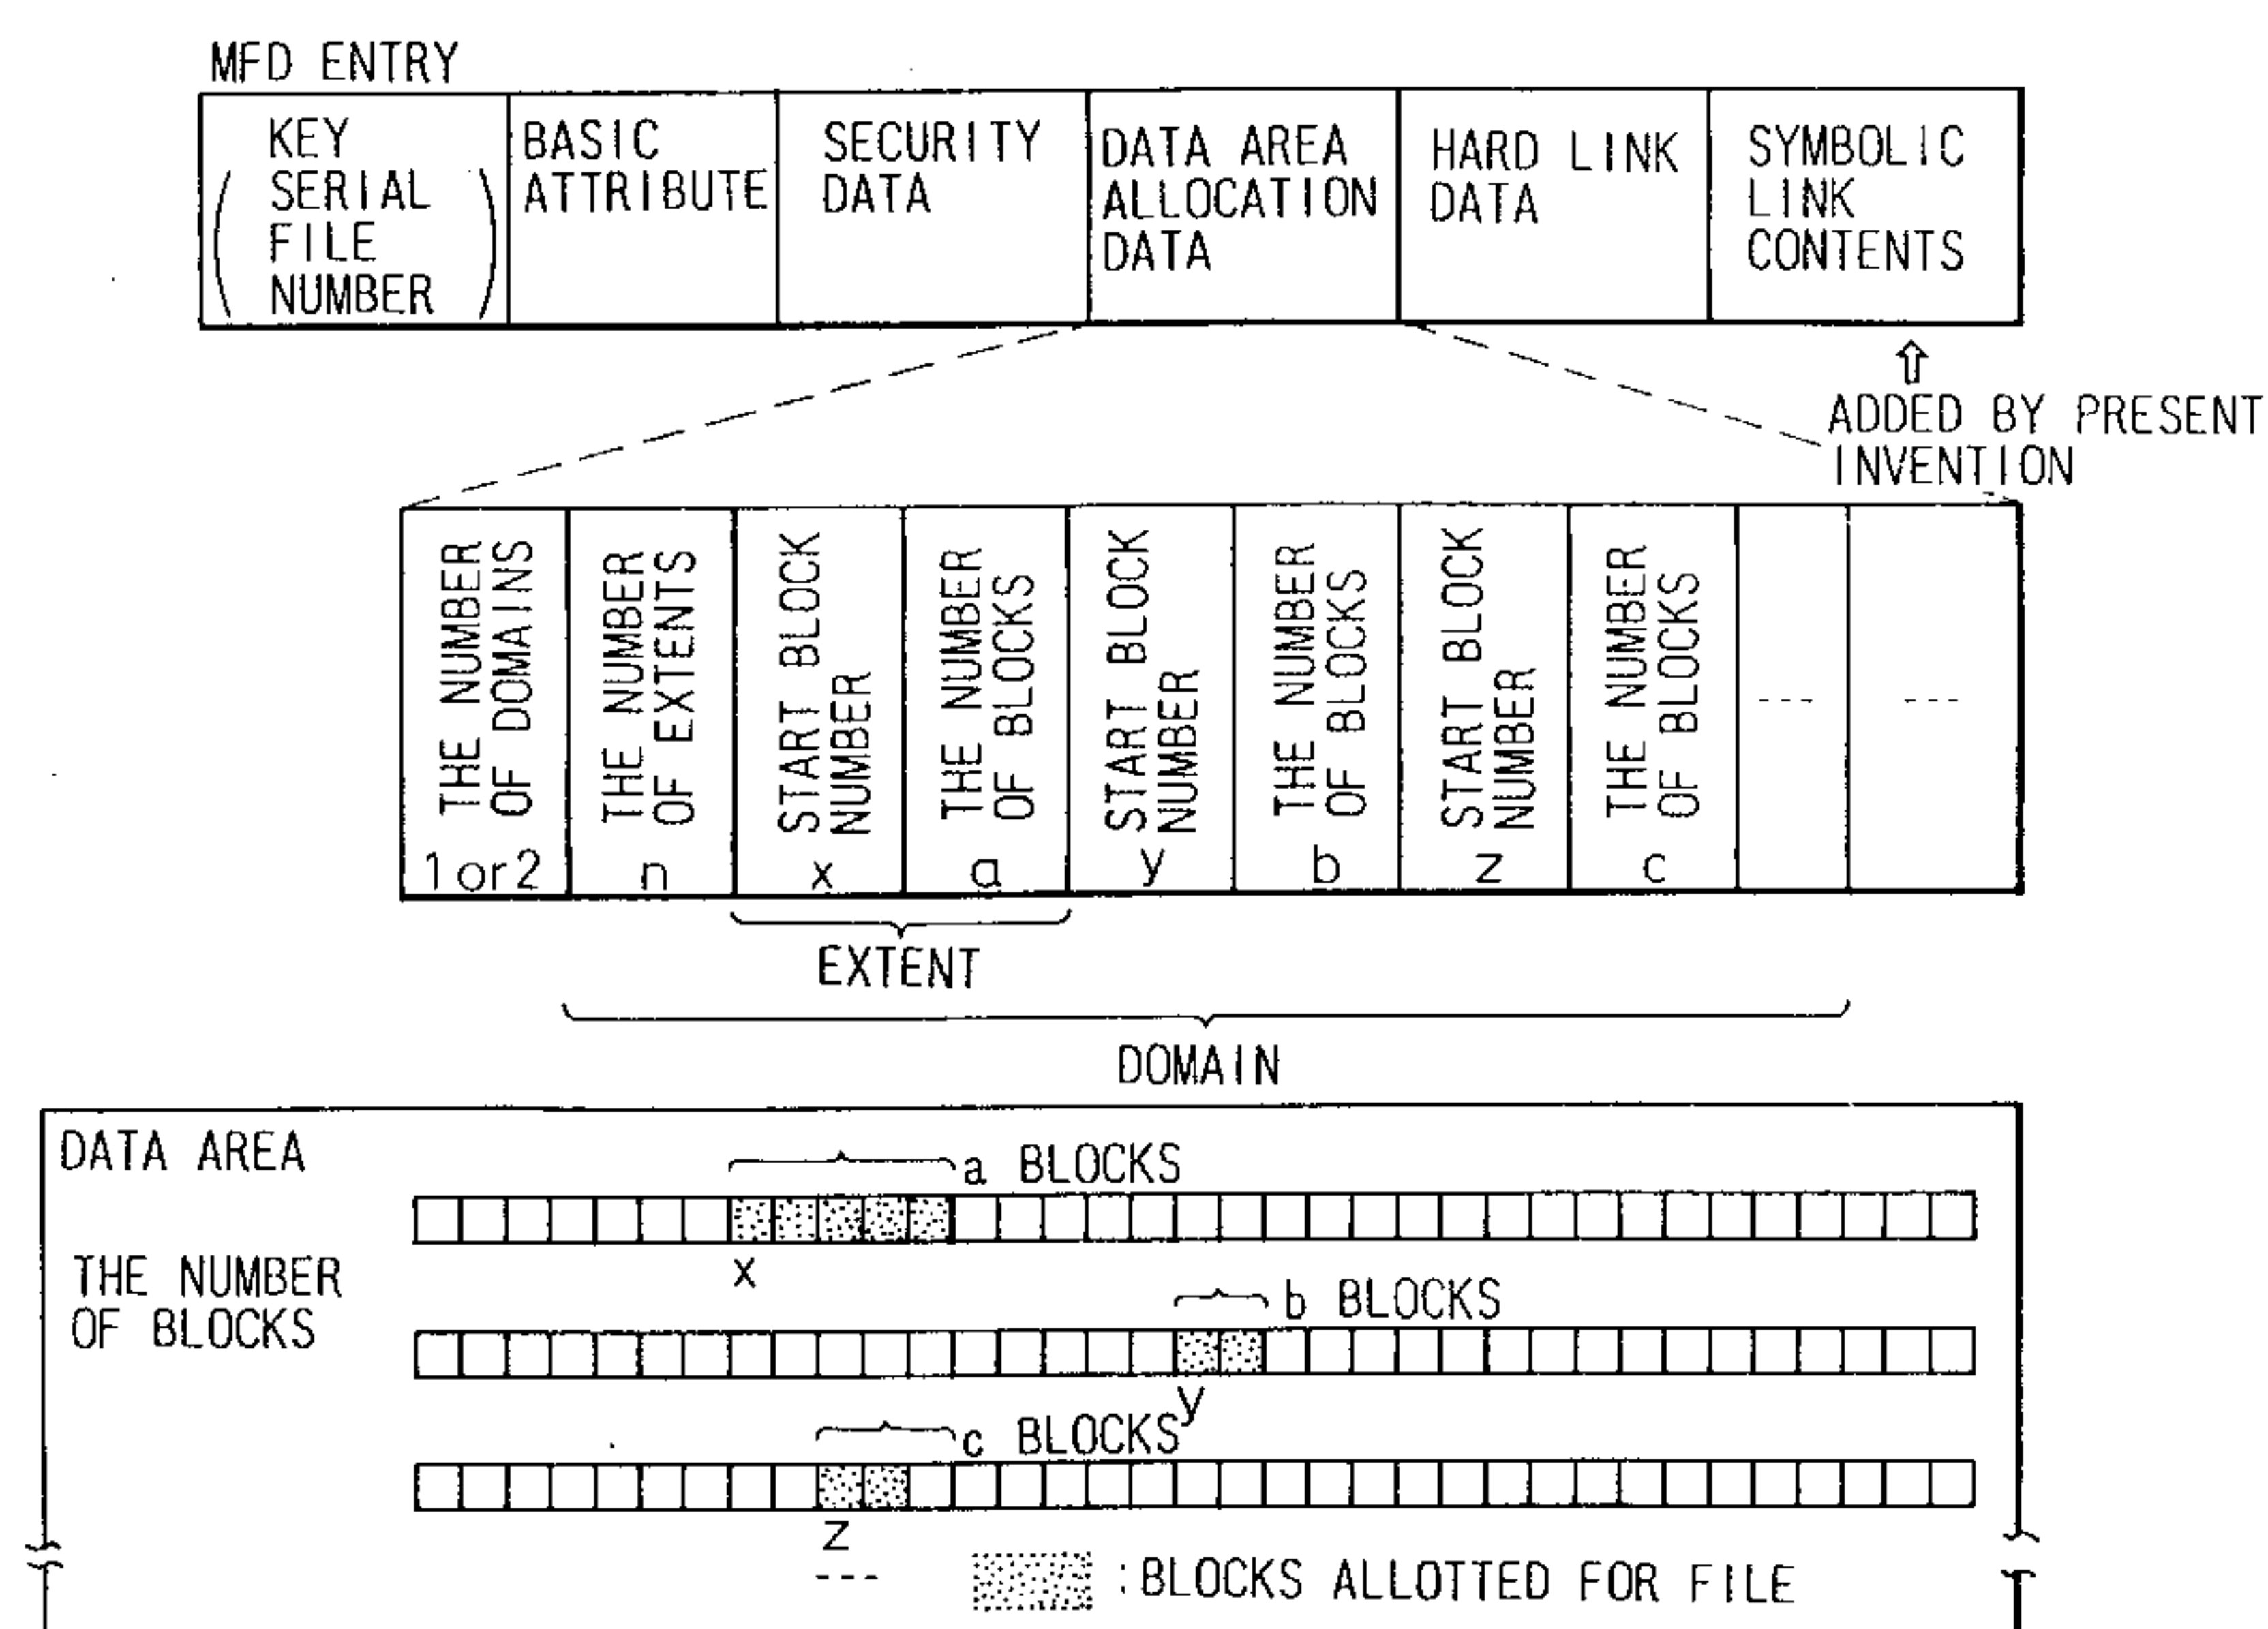 MFD ENTRY
KEY
SERIAL
FILE
NUMBER
BASIC
ATTRIBUTE
SECURITY
DATA
DATA AREA
ALLOCATION
DATA
HARD LINK
DATA
SYMBOLIC
LINK
CONTENTS
ADDED BY PRESENT
INVENTION
THE NUMBER
OF DOMAINS
1 or 2
THE NUMBER
OF EXTENTS
n
START BLOCK
NUMBER
x
THE NUMBER
OF BLOCKS
a
START BLOCK
NUMBER
y
THE NUMBER
OF BLOCKS
b
START BLOCK
NUMBER
z
THE NUMBER
OF BLOCKS
c
---
---
EXTENT
DOMAIN
DATA AREA
a BLOCKS
x
THE NUMBER
OF BLOCKS
b BLOCKS
y
c BLOCKS
z
---
:BLOCKS ALLOTTED FOR FILE